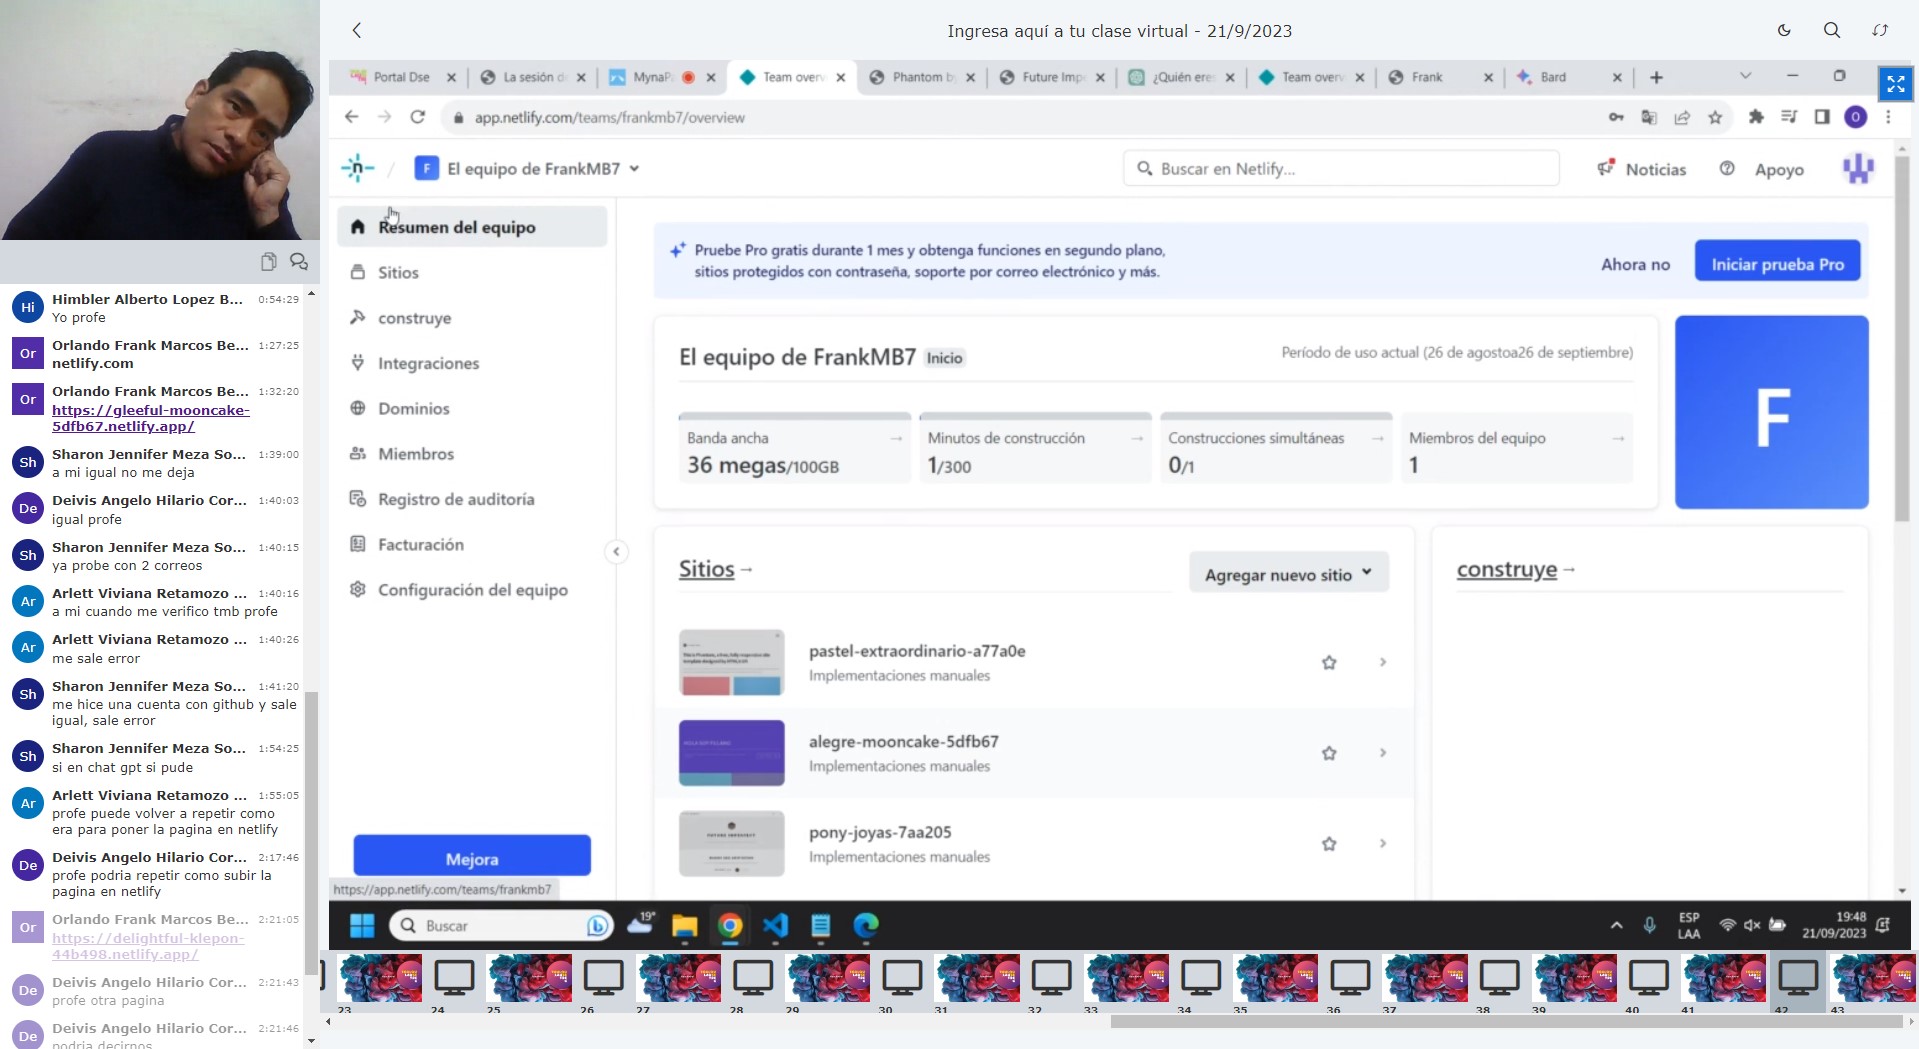 Ingresa aquí a tu clase virtual - 21/9/2023
Portal Dse
La sesión d
MynaP
Team over
Phantom b
Future Imp
¿Quién ere
Team over
Frank
Bard
app.netlify.com/teams/frankmb7/overview
n
F
El equipo de FrankMB7
Buscar en Netlify...
Noticias
Apoyo
O
Resumen del equipo
Sitios
construye
Integraciones
Dominios
Miembros
Registro de auditoría
Facturación
Configuración del equipo
Mejora
https://app.netlify.com/teams/frankmb7
Pruebe Pro gratis durante 1 mes y obtenga funciones en segundo plano,
sitios protegidos con contraseña, soporte por correo electrónico y más.
Ahora no
Iniciar prueba Pro
El equipo de FrankMB7 Inicio
Período de uso actual (26 de agostoa26 de septiembre)
F
Banda ancha
36 megas/100GB
Minutos de construcción
1/300
Construcciones simultáneas
0/1
Miembros del equipo
1
Sitios
Agregar nuevo sitio
construye
pastel-extraordinario-a77a0e
Implementaciones manuales
alegre-mooncake-5dfb67
Implementaciones manuales
pony-joyas-7aa205
Implementaciones manuales
Hi
Himbler Alberto Lopez B... 0:54:29
Yo profe
Or
Orlando Frank Marcos Be... 1:27:25
netlify.com
Or
Orlando Frank Marcos Be... 1:32:20
https://gleeful-mooncake-
5dfb67.netlify.app/
Sh
Sharon Jennifer Meza So... 1:39:00
a mi igual no me deja
De
Deivis Angelo Hilario Cor... 1:40:03
igual profe
Sh
Sharon Jennifer Meza So... 1:40:15
ya probe con 2 correos
Ar
Arlett Viviana Retamozo ... 1:40:16
a mi cuando me verifico tmb profe
Ar
Arlett Viviana Retamozo ... 1:40:26
me sale error
Sh
Sharon Jennifer Meza So... 1:41:20
me hice una cuenta con github y sale
igual, sale error
Sh
Sharon Jennifer Meza So... 1:54:25
si en chat gpt si pude
Ar
Arlett Viviana Retamozo ... 1:55:05
profe puede volver a repetir como
era para poner la pagina en netlify
De
Deivis Angelo Hilario Cor... 2:17:46
profe podria repetir como subir la
pagina en netlify
Or
Orlando Frank Marcos Be... 2:21:05
https://delightful-klepon-
44b498.netlify.app/
De
Deivis Angelo Hilario Cor... 2:21:43
profe otra pagina
De
Deivis Angelo Hilario Cor... 2:21:46
podria decirnos
Buscar
19°
ESP
LAA
19:48
21/09/2023
23 24 25 26 27 28 29 30 31 32 33 34 35 36 37 38 39 40 41 42 43